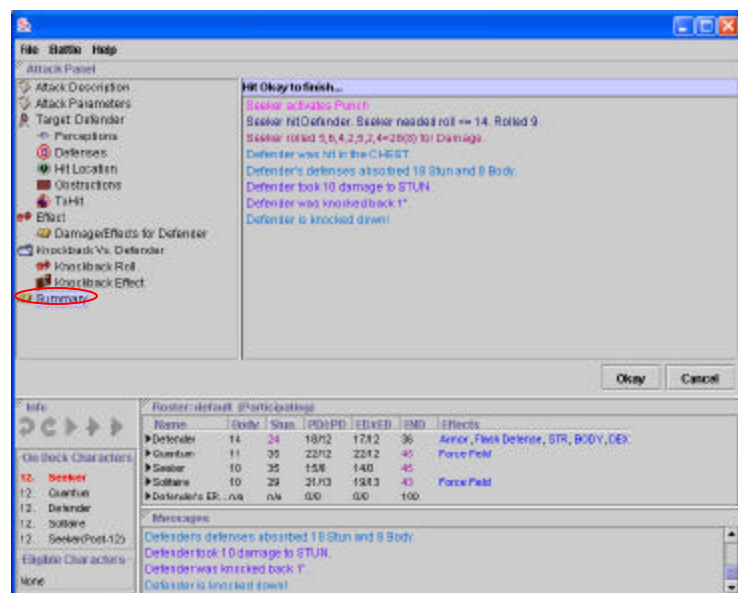 File Battle Help
Attack Panel
Attack Description
Attack Parameters
Target Defender
Perceptions
Defenses
Hit Location
Obstructions
ToHit
Effect
Damage/Effects for Defender
Knockback Vs. Defender
Knockback Roll
Knockback Effect
Summary
Hit Okay to finish...
Seeker activates Punch
Seeker hit Defender. Seeker needed roll <= 14. Rolled 9.
Seeker rolled 5,6,4,2,5,2,4=28(8) for Damage.
Defender was hit in the CHEST.
Defender's defenses absorbed 18 Stun and 8 Body.
Defender took 10 damage to STUN.
Defender was knocked back 1".
Defender is knocked down!
Okay Cancel
Info
On Deck Characters
12. Seeker
12. Quantum
12. Defender
12. Solitaire
12. Seeker(Post-12)
Eligible Characters
None
Roster: default (Participating)
Name Body Stun PD/rPD ED/rED END Effects
Defender 14 24 18/12 17/12 36 Armor, Flash Defense, STR, BODY, DEX
Quantum 11 35 22/12 22/12 Force Field
Seeker 10 35 15/6 14/0
Solitaire 10 29 21/13 19/13 43 Force Field
Defender's ER... n/a n/a 0/0 0/0 100
Messages
Defender's defenses absorbed 18 Stun and 8 Body.
Defender took 10 damage to STUN.
Defender was knocked back 1".
Defender is knocked down!